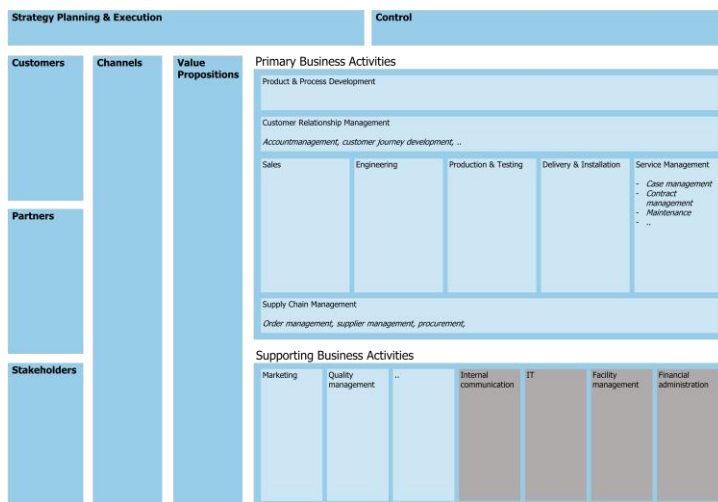 Strategy Planning & Execution
Control
Customers
Channels
Value
Propositions
Partners
Stakeholders
Primary Business Activities
Product & Process Development
Customer Relationship Management
Accountmanagement, customer journey development, ..
Sales
Engineering
Production & Testing
Delivery & Installation
Service Management
- Case management
- Contract
management
- Maintenance
- ..
Supply Chain Management
Order management, supplier management, procurement,
Supporting Business Activities
Marketing
Quality
management
..
Internal
communication
IT
Facility
management
Financial
administration